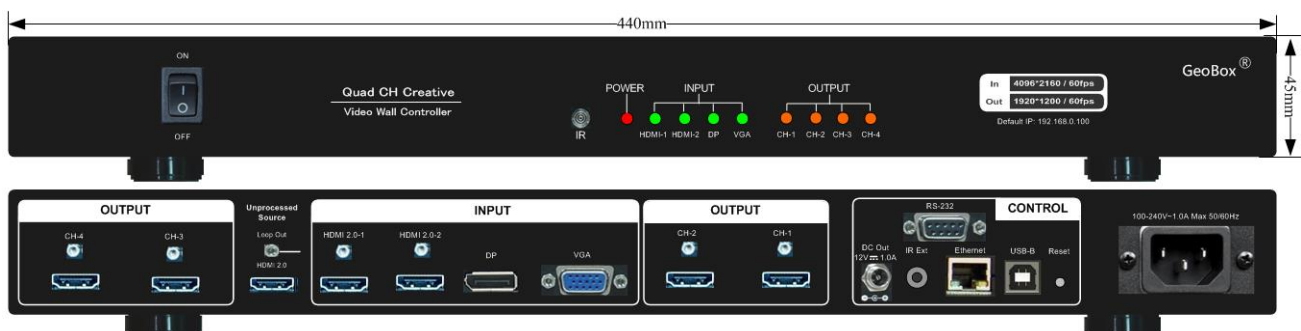 440mm
45mm
ON
OFF
Quad CH Creative
Video Wall Controller
IR
POWER
INPUT
OUTPUT
HDMI-1 HDMI-2 DP VGA
CH-1 CH-2 CH-3 CH-4
In 4096*2160 / 60fps
Out 1920*1200 / 60fps
Default IP: 192.168.0.100
GeoBox®
OUTPUT
CH-4
CH-3
Unprocessed
Source
Loop Out
HDMI 2.0
INPUT
HDMI 2.0-1
HDMI 2.0-2
DP
VGA
OUTPUT
CH-2
CH-1
RS-232
CONTROL
DC Out
12V⎓1.0A
IR Ext
Ethernet
USB-B
Reset
100-240V~1.0A Max 50/60Hz